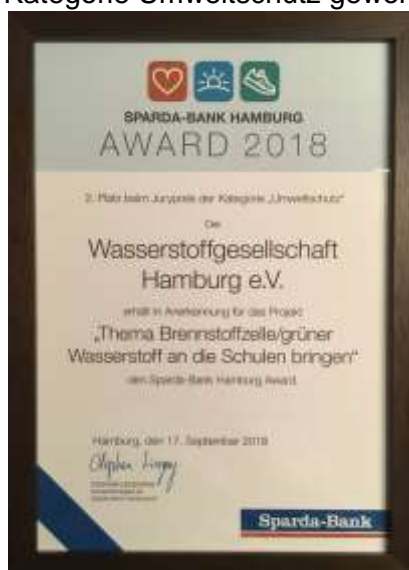 Kategorie Umweltschutz gewon
SPARDA-BANK HAMBURG
AWARD 2018
2. Platz beim Jurypreis der Kategorie „Umweltschutz“
Der
Wasserstoffgesellschaft
Hamburg e.V.
erhält in Anerkennung für das Projekt
„Thema Brennstoffzelle/grüner
Wasserstoff an die Schulen bringen“
den Sparda-Bank Hamburg Award.
Hamburg, den 17. September 2018
Sparda-Bank